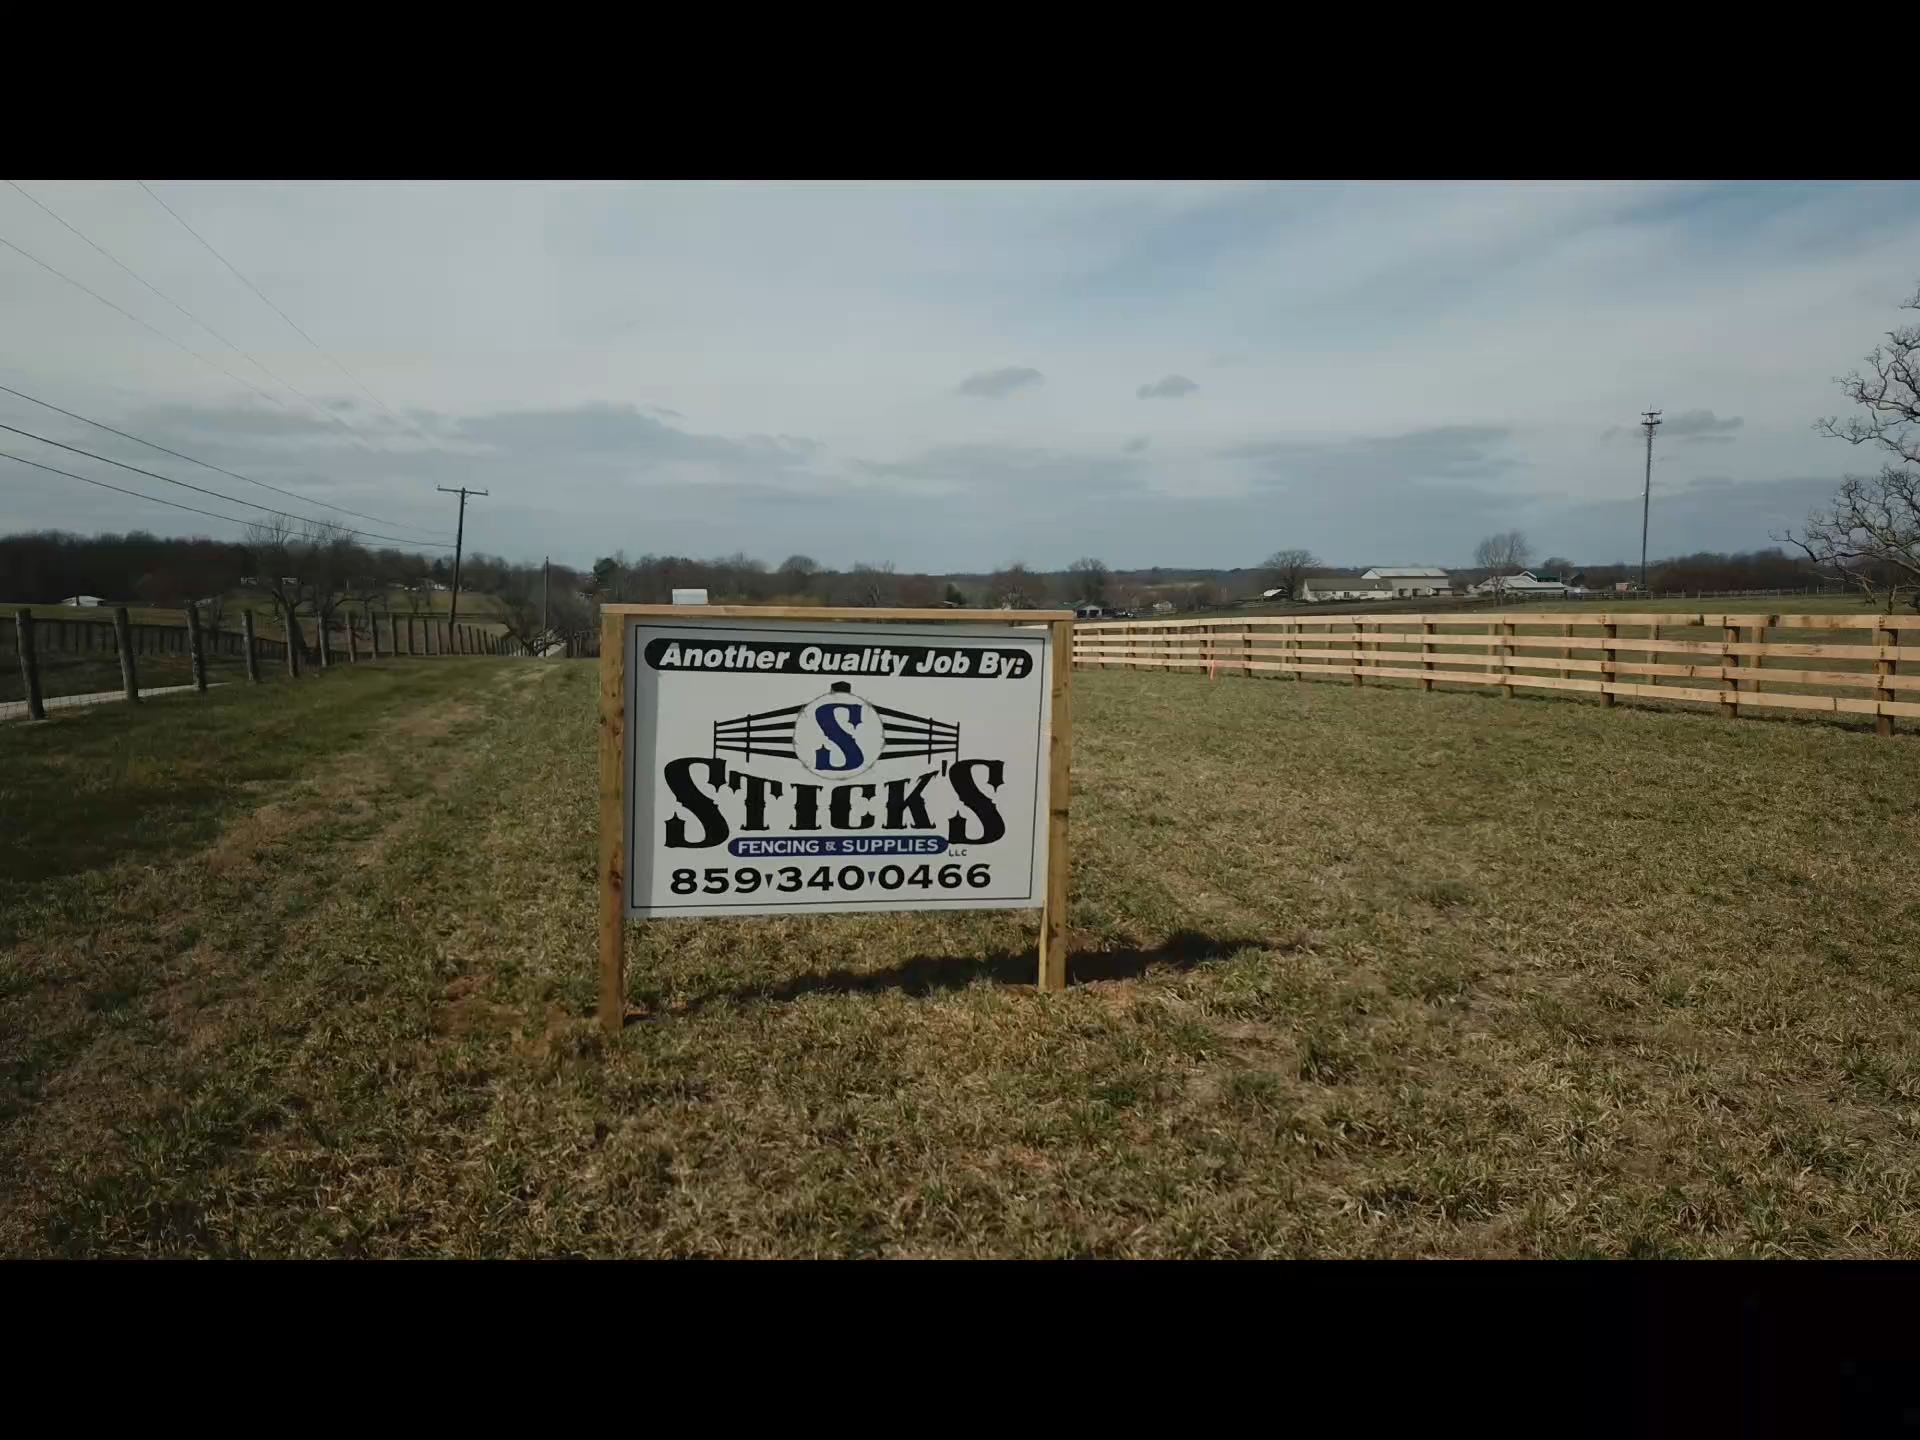 Another Quality Job By:
S
STICK'S
FENCING & SUPPLIES
LLC
859 340 0466